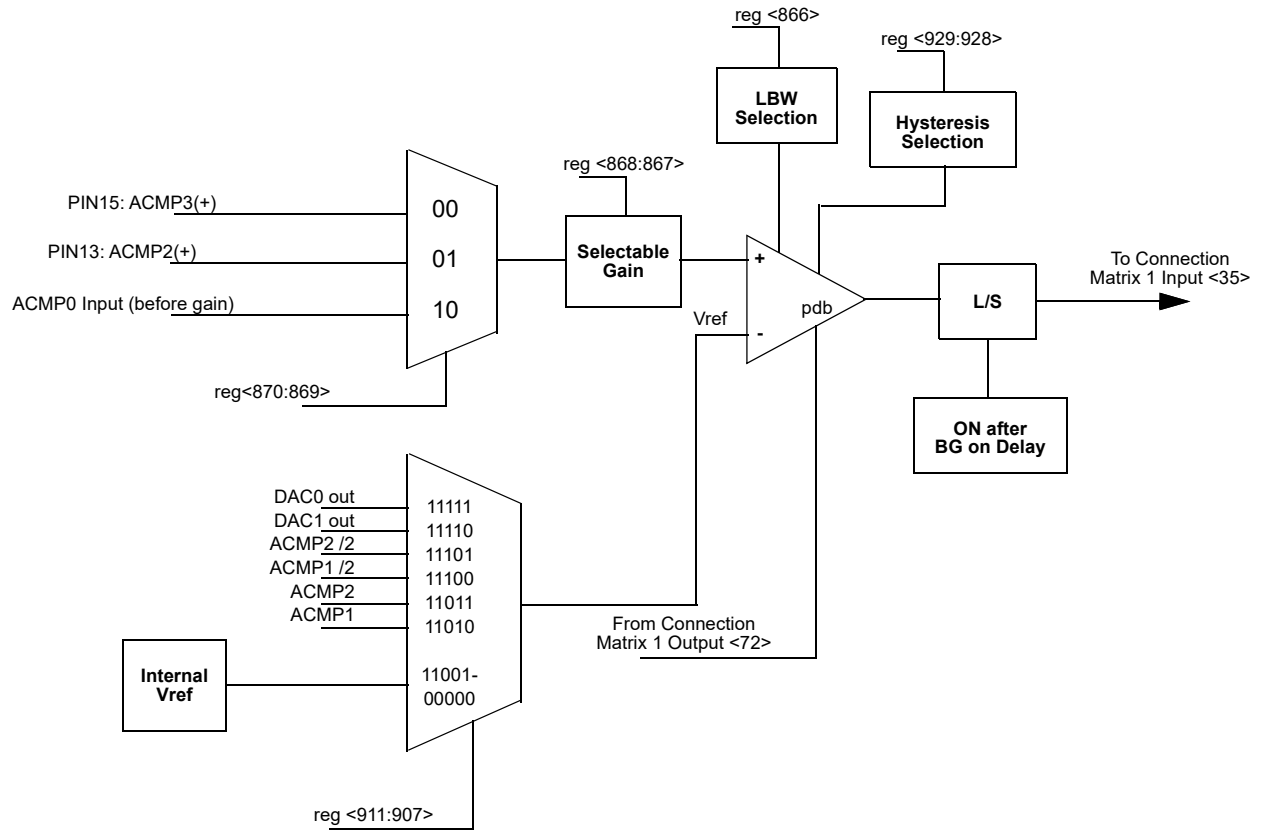 reg <866>
reg <929:928>
LBW
Selection
Hysteresis
Selection
reg <868:867>
PIN15: ACMP3(+)
00
PIN13: ACMP2(+)
01
ACMP0 Input (before gain)
10
Selectable
Gain
+
To Connection
Matrix 1 Input <35>
L/S
pdb
Vref
-
reg<870:869>
ON after
BG on Delay
DAC0 out
11111
DAC1 out
11110
ACMP2 /2
11101
ACMP1 /2
11100
ACMP2
11011
ACMP1
11010
From Connection
Matrix 1 Output <72>
Internal
Vref
11001-
00000
reg <911:907>